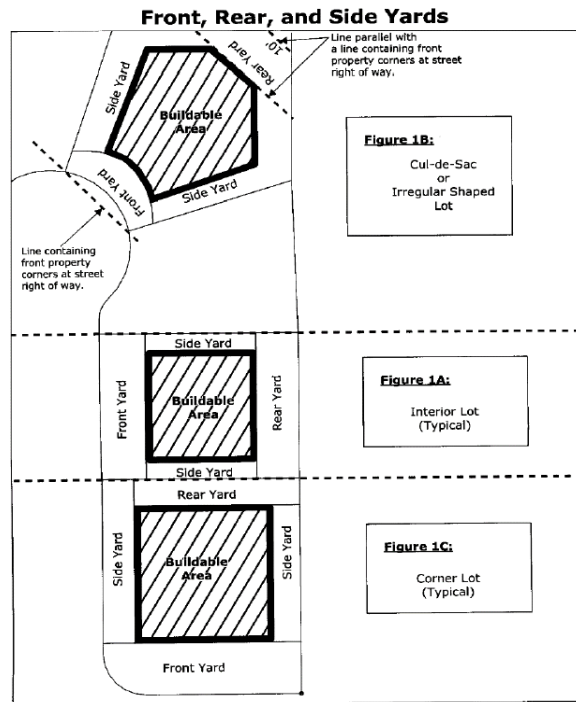 Front, Rear, and Side Yards
Line parallel with
a line containing front
property corners at street
right of way.
10'
Rear Yard
Side Yard
Buildable
Area
Front Yard
Side Yard
Line containing
front property
corners at street
right of way.
Figure 1B:
Cul-de-Sac
or
Irregular Shaped
Lot
Side Yard
Front Yard
Buildable
Area
Rear Yard
Side Yard
Figure 1A:
Interior Lot
(Typical)
Rear Yard
Side Yard
Buildable
Area
Side Yard
Front Yard
Figure 1C:
Corner Lot
(Typical)